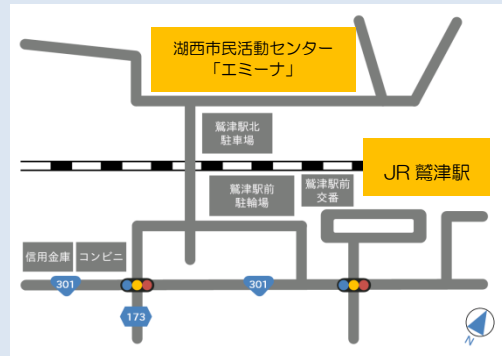 湖西市民活動センター
「エミーナ」
鷲津駅北
駐車場
JR 鷲津駅
鷲津駅前
駐輪場
鷲津駅前
交番
信用金庫
コンビニ
301
301
173
N